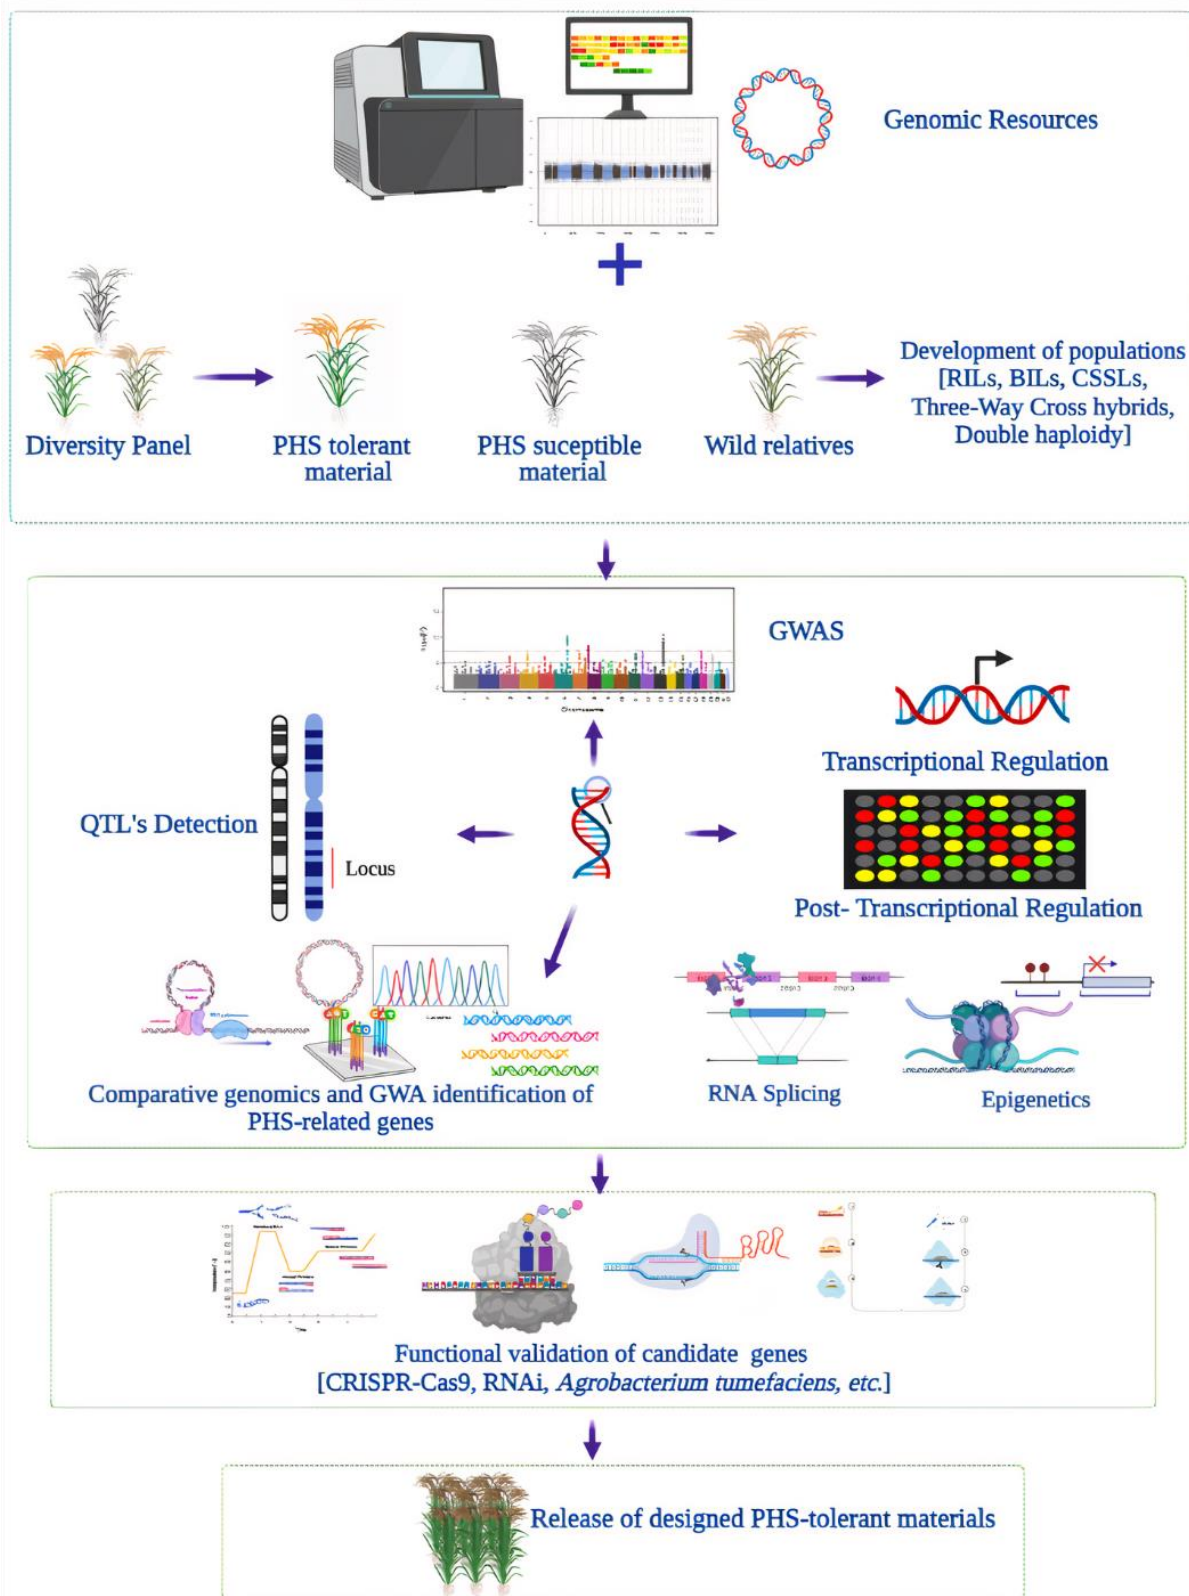 Genomic Resources
Diversity Panel
PHS tolerant
material
PHS suceptible
material
Wild relatives
Development of populations
[RILs, BILs, CSSLs,
Three-Way Cross hybrids,
Double haploidy]
GWAS
QTL's Detection
Locus
Transcriptional Regulation
Post- Transcriptional Regulation
Comparative genomics and GWA identification of
PHS-related genes
RNA Splicing
Epigenetics
Functional validation of candidate genes
[CRISPR-Cas9, RNAi, Agrobacterium tumefaciens, etc.]
Release of designed PHS-tolerant materials